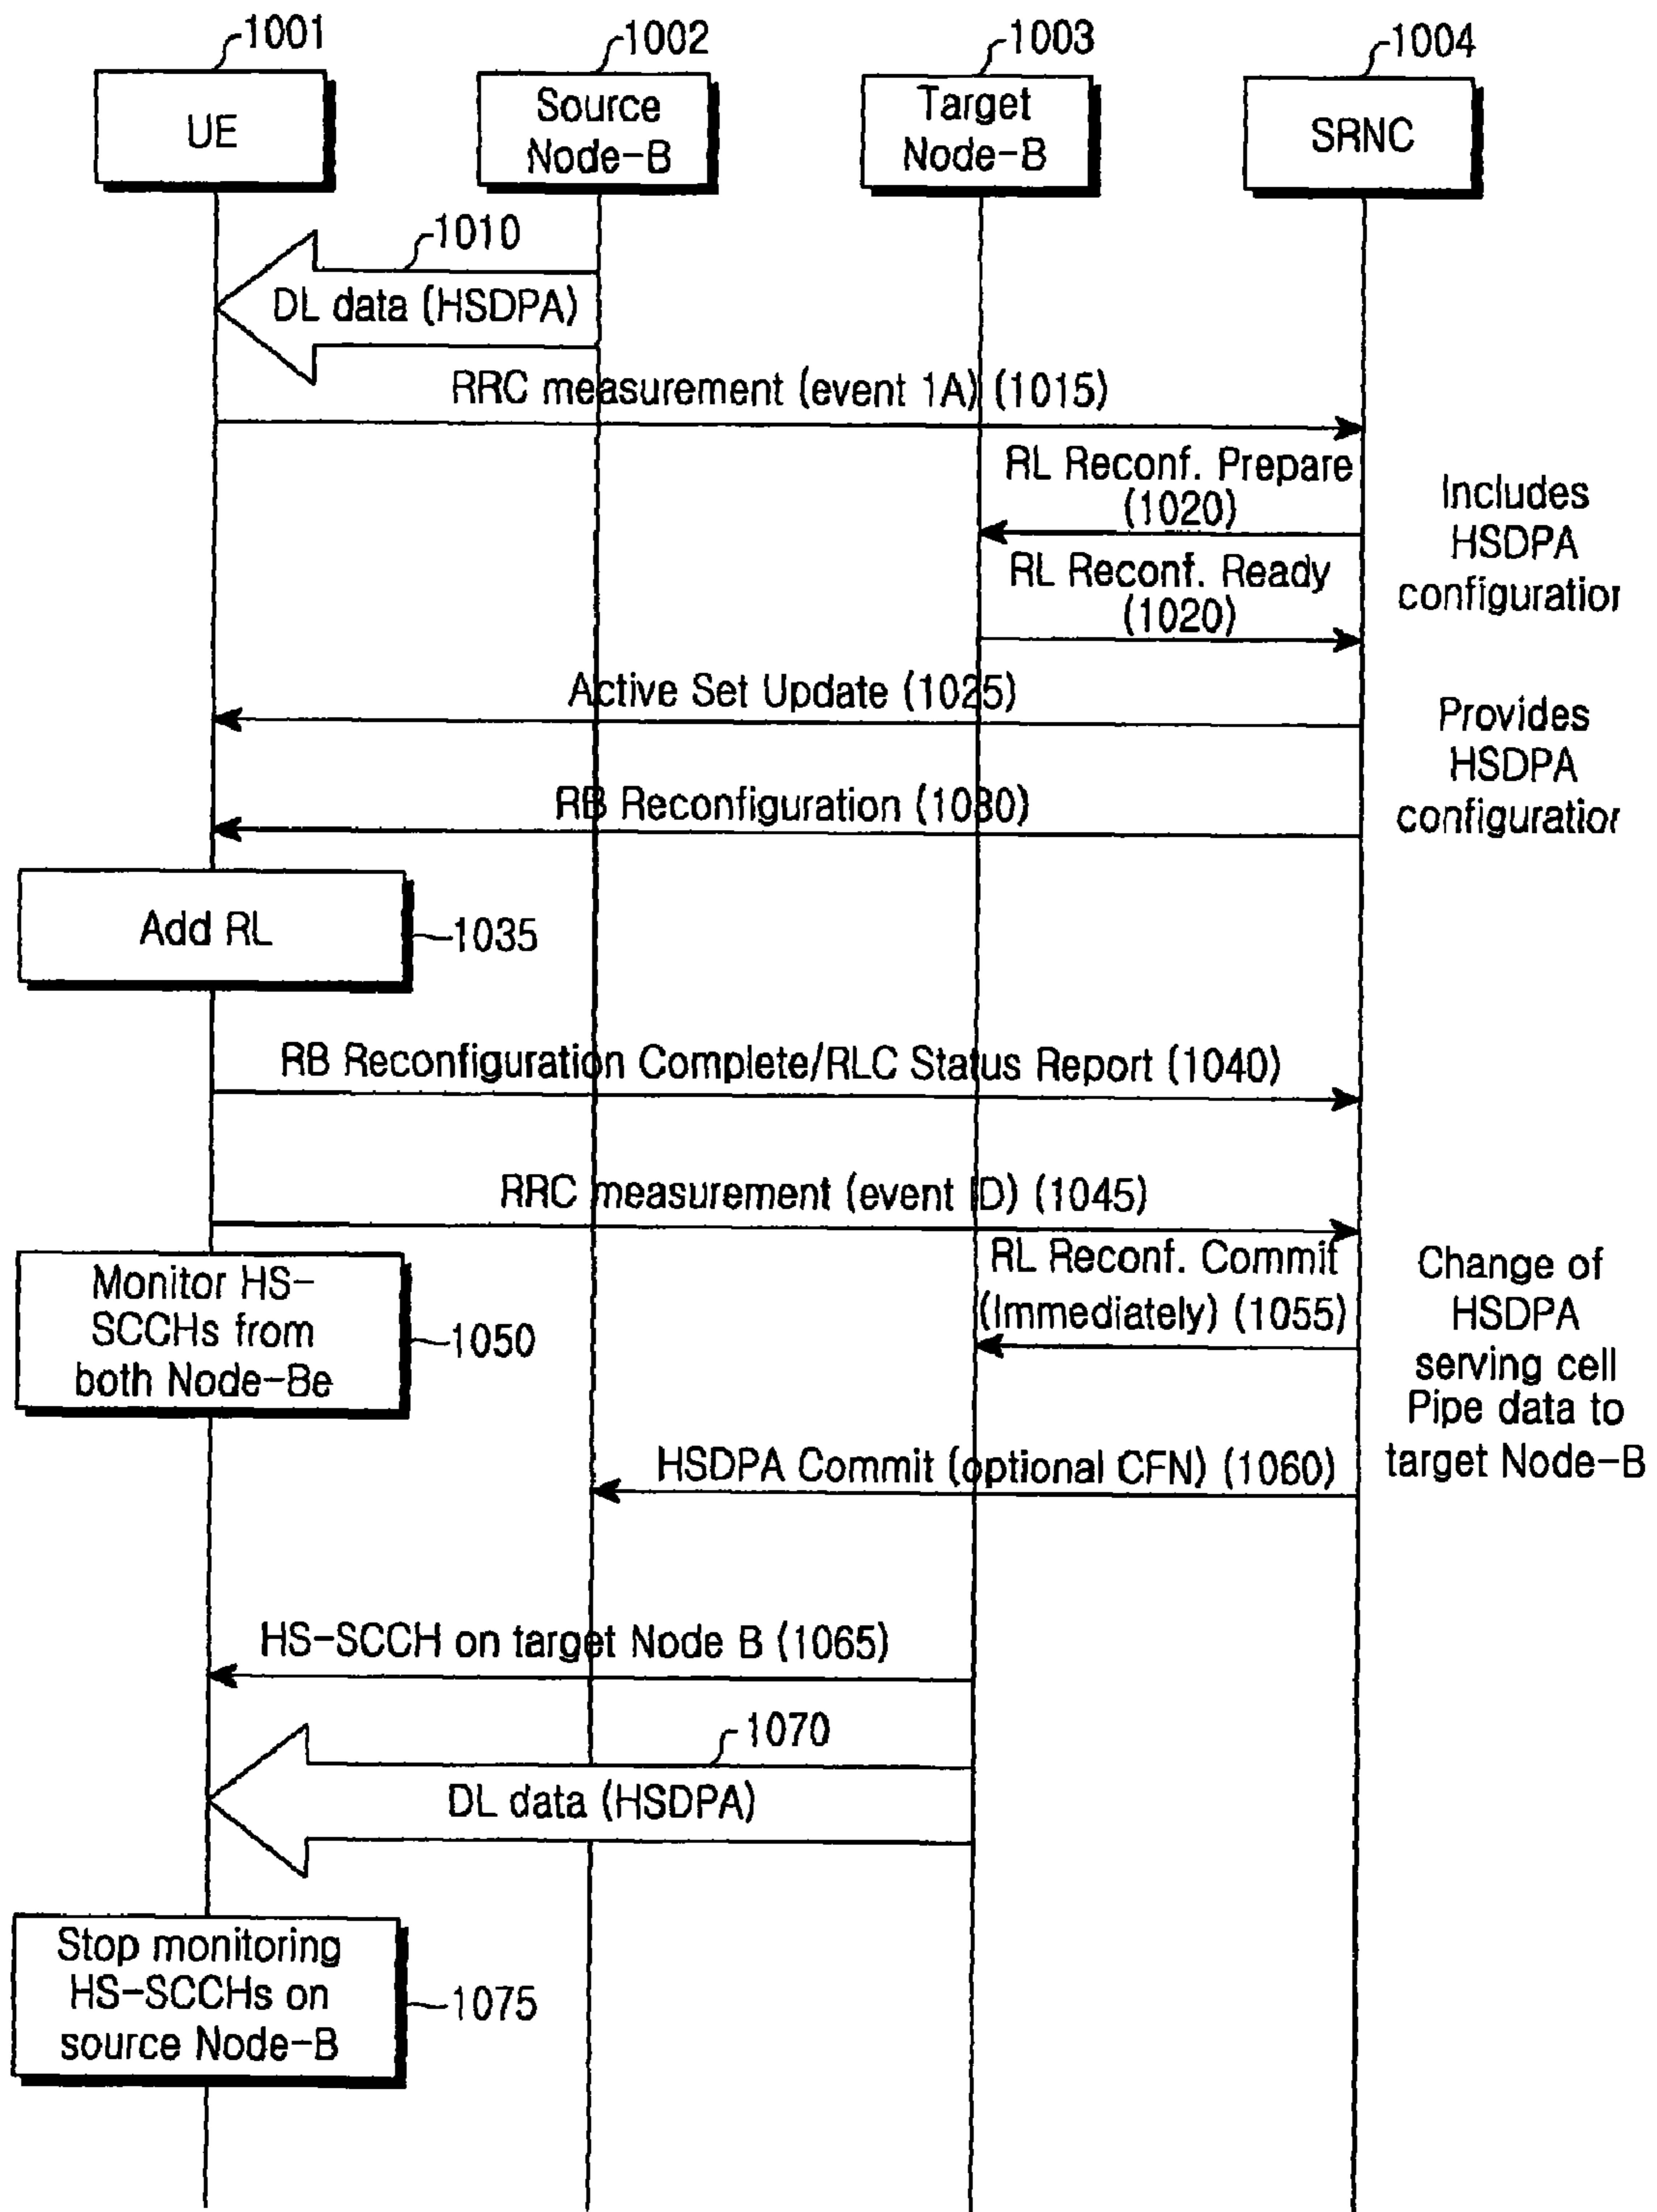 1001
1002
1003
1004
UE
Source
Node-B
Target
Node-B
SRNC
1010
DL data (HSDPA)
RRC measurement (event 1A) (1015)
RL Reconf. Prepare
(1020)
Includes
HSDPA
configuration
RL Reconf. Ready
(1020)
Active Set Update (1025)
Provides
HSDPA
configuration
RB Reconfiguration (1030)
Add RL
1035
RB Reconfiguration Complete/RLC Status Report (1040)
RRC measurement (event ID) (1045)
Monitor HS-
SCCHs from
both Node-Be
1050
RL Reconf. Commit
(Immediately) (1055)
Change of
HSDPA
serving cell
Pipe data to
target Node-B
HSDPA Commit (optional CFN) (1060)
HS-SCCH on target Node B (1065)
1070
DL data (HSDPA)
Stop monitoring
HS-SCCHs on
source Node-B
1075